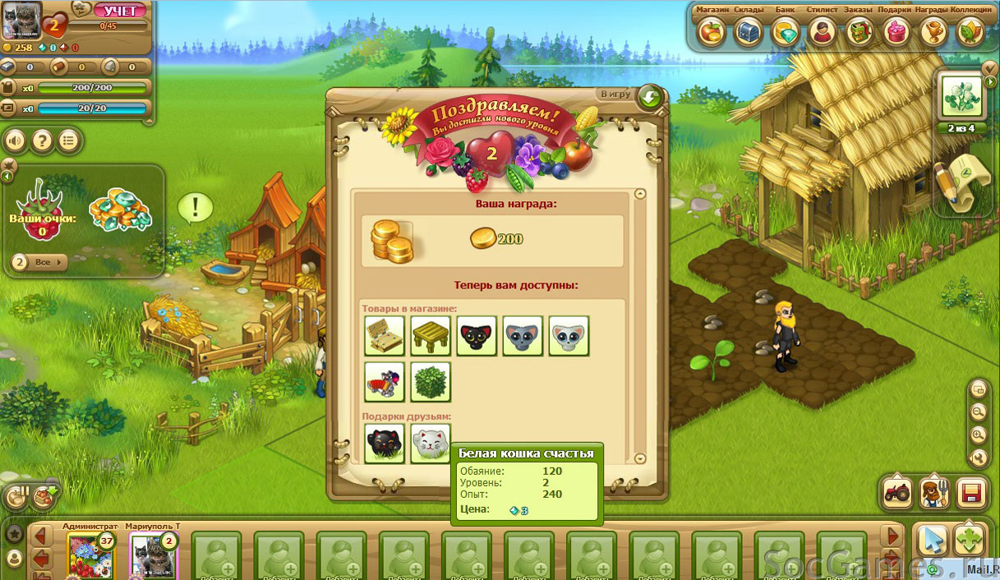 УЧЕТ
2
0/45
258 0 0
0 0 0
x0 200/200
x0 20/20
Магазин Склады Банк Стилист Заказы Подарки Награды Коллекции
2 из 4
Ваши очки:
0
2 Все
!
В игру
Поздравляем!
Вы достигли нового уровня
2
Ваша награда:
200
Теперь вам доступны:
Товары в магазине:
Подарки друзьям:
Белая кошка счастья
Обаяние: 120
Уровень: 2
Опыт: 240
Цена: 3
Администрат Мариуполь Т
37 2
SocGames.ru
@ Mail.R